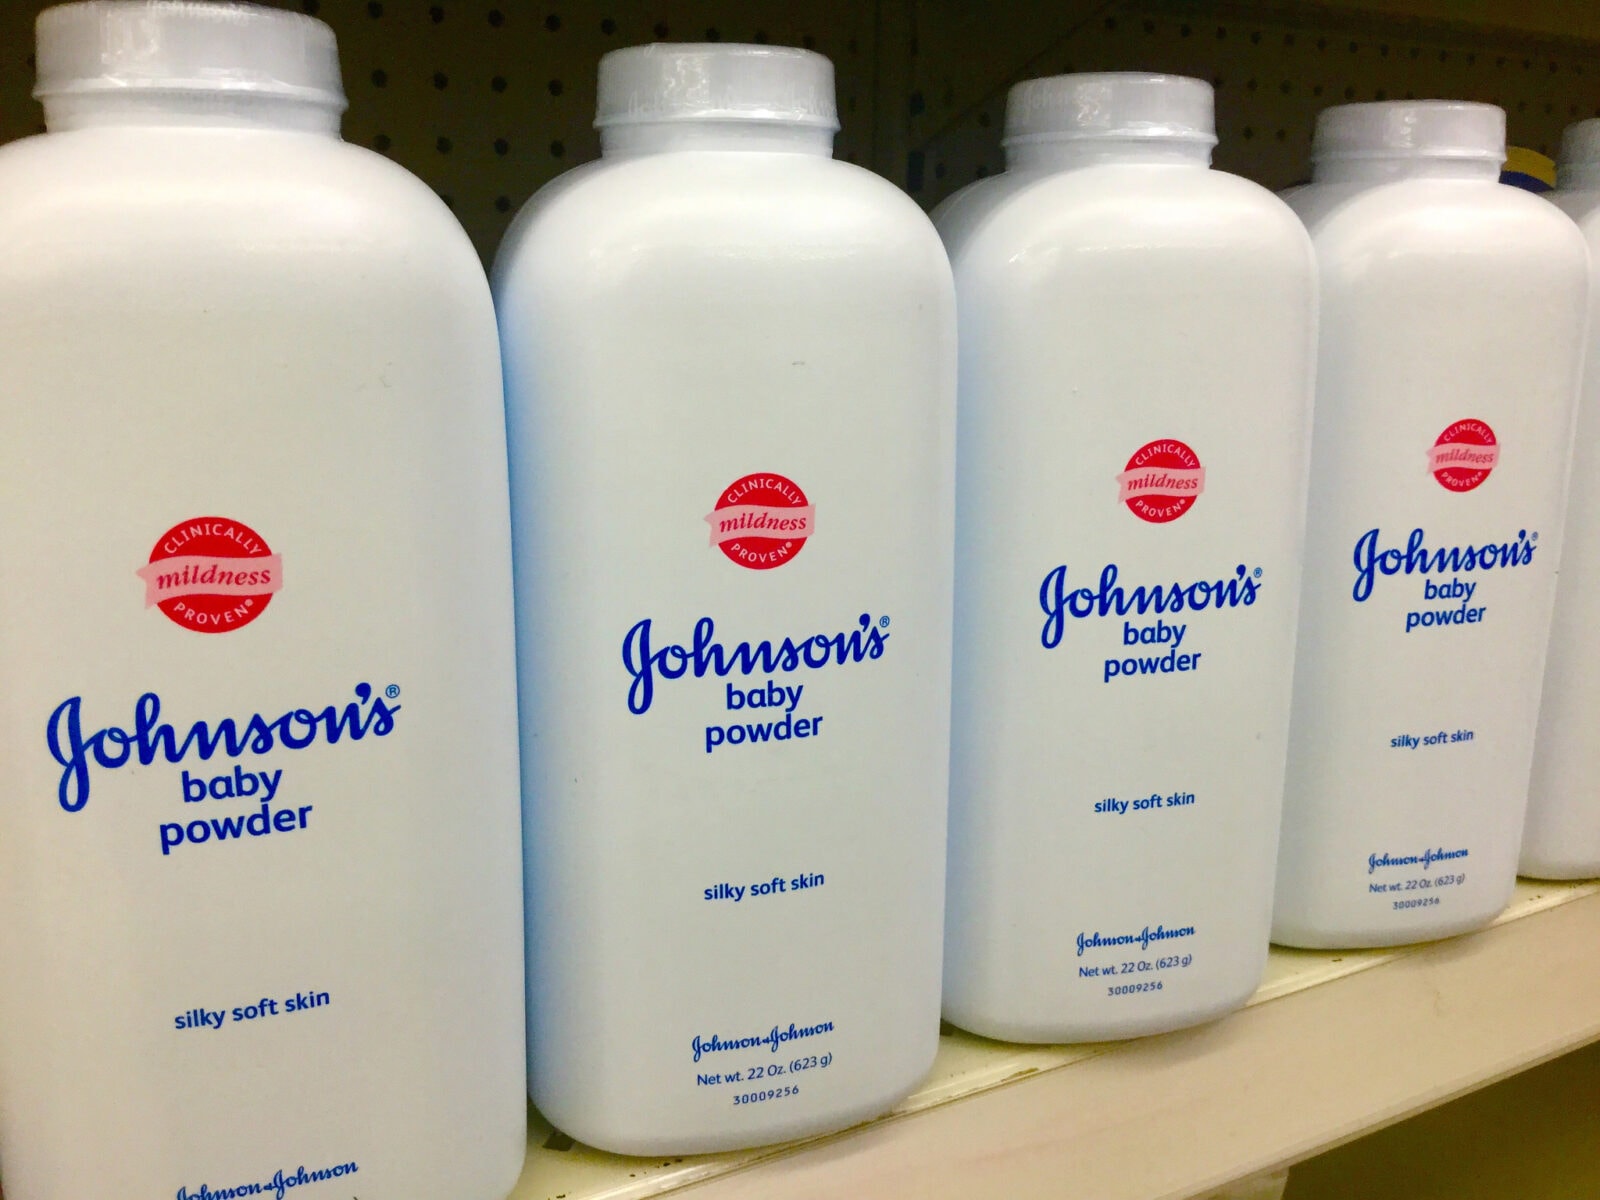 CLINICALLY
mildness
PROVEN®
Johnson's®
baby
powder
silky soft skin
Johnson&Johnson
CLINICALLY
mildness
PROVEN®
Johnson's®
baby
powder
silky soft skin
Johnson&Johnson
Net wt. 22 Oz. (623 g)
30009256
CLINICALLY
mildness
PROVEN®
Johnson's®
baby
powder
silky soft skin
Johnson&Johnson
Net wt. 22 Oz. (623 g)
30009256
CLINICALLY
mildness
PROVEN®
Johnson's®
baby
powder
silky soft skin
Johnson&Johnson
Net wt. 22 Oz. (623 g)
30009256